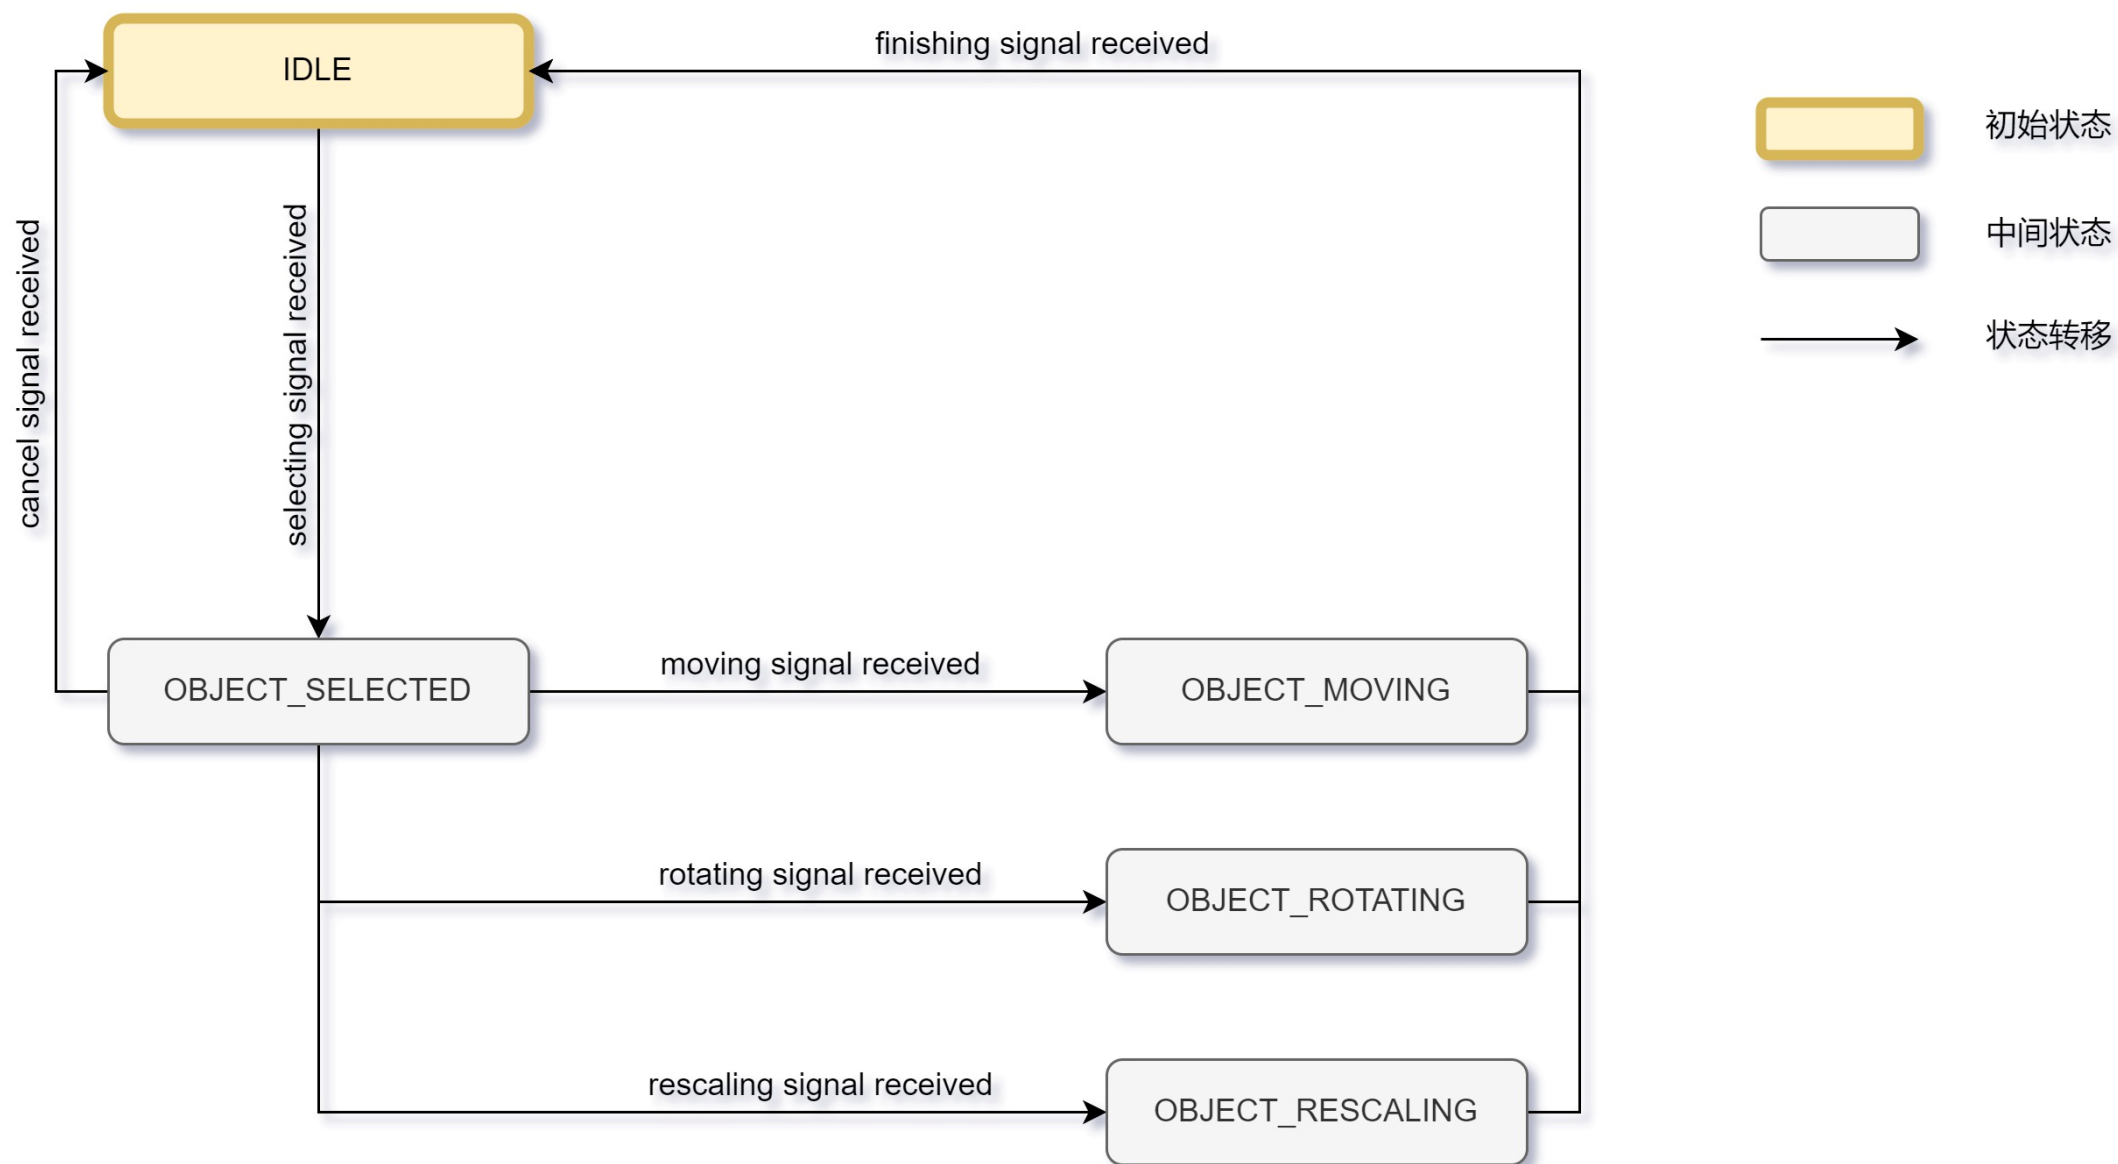 finishing signal received
IDLE
初始状态
中间状态
状态转移
cancel signal received
selecting signal received
moving signal received
OBJECT_SELECTED
OBJECT_MOVING
rotating signal received
OBJECT_ROTATING
rescaling signal received
OBJECT_RESCALING